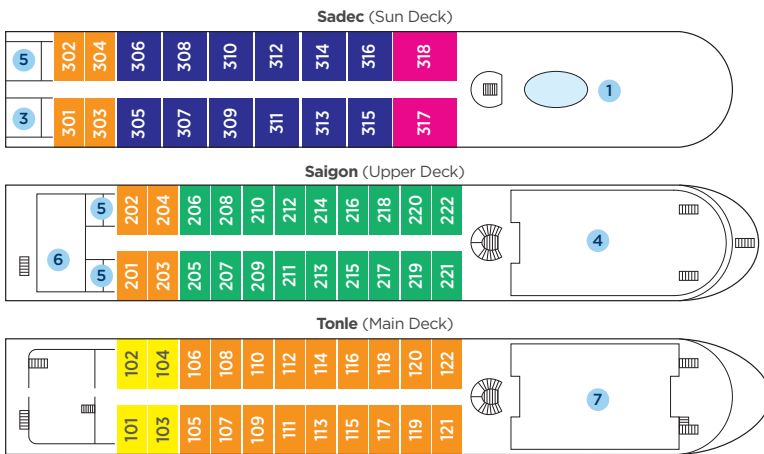 Sadec (Sun Deck)
5 302 304 306 308 310 312 314 316 318
1
3 301 303 305 307 309 311 313 315 317
Saigon (Upper Deck)
5 202 204 206 208 210 212 214 216 218 220 222
6 4
5 201 203 205 207 209 211 213 215 217 219 221
Tonle (Main Deck)
102 104 106 108 110 112 114 116 118 120 122
7
101 103 105 107 109 111 113 115 117 119 121